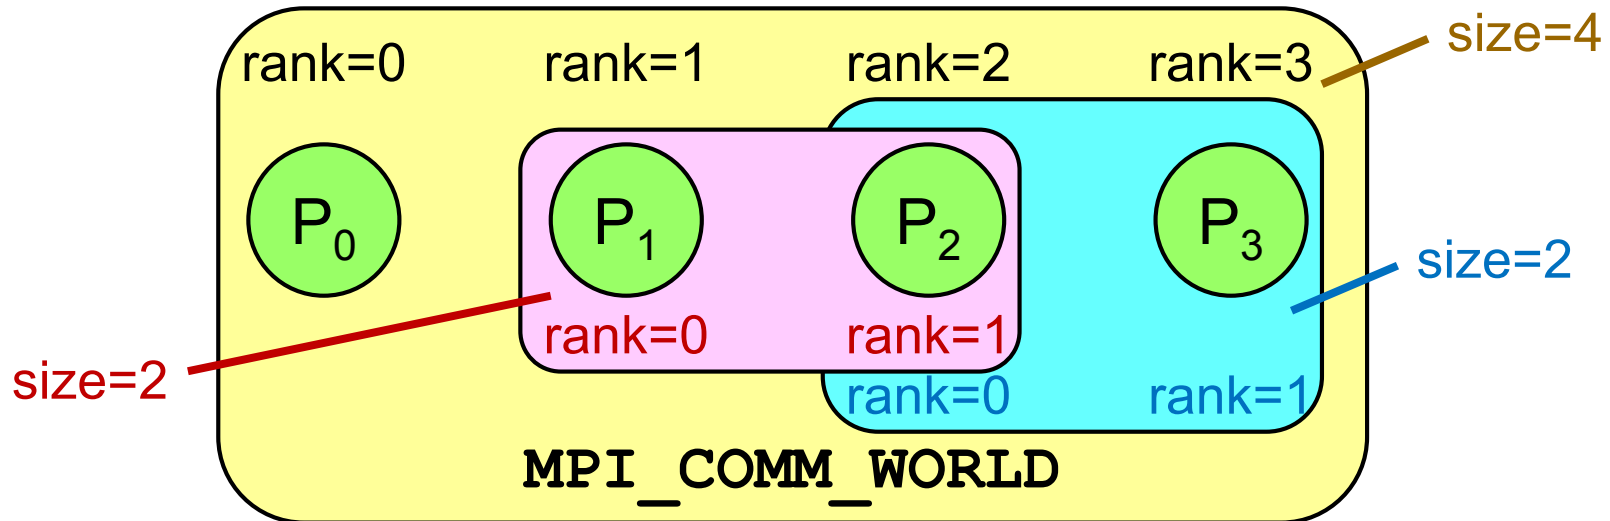 size=4
rank=0 rank=1 rank=2 rank=3
P0 P1 P2 P3
size=2
rank=0 rank=1
size=2
rank=0 rank=1
MPI_COMM_WORLD